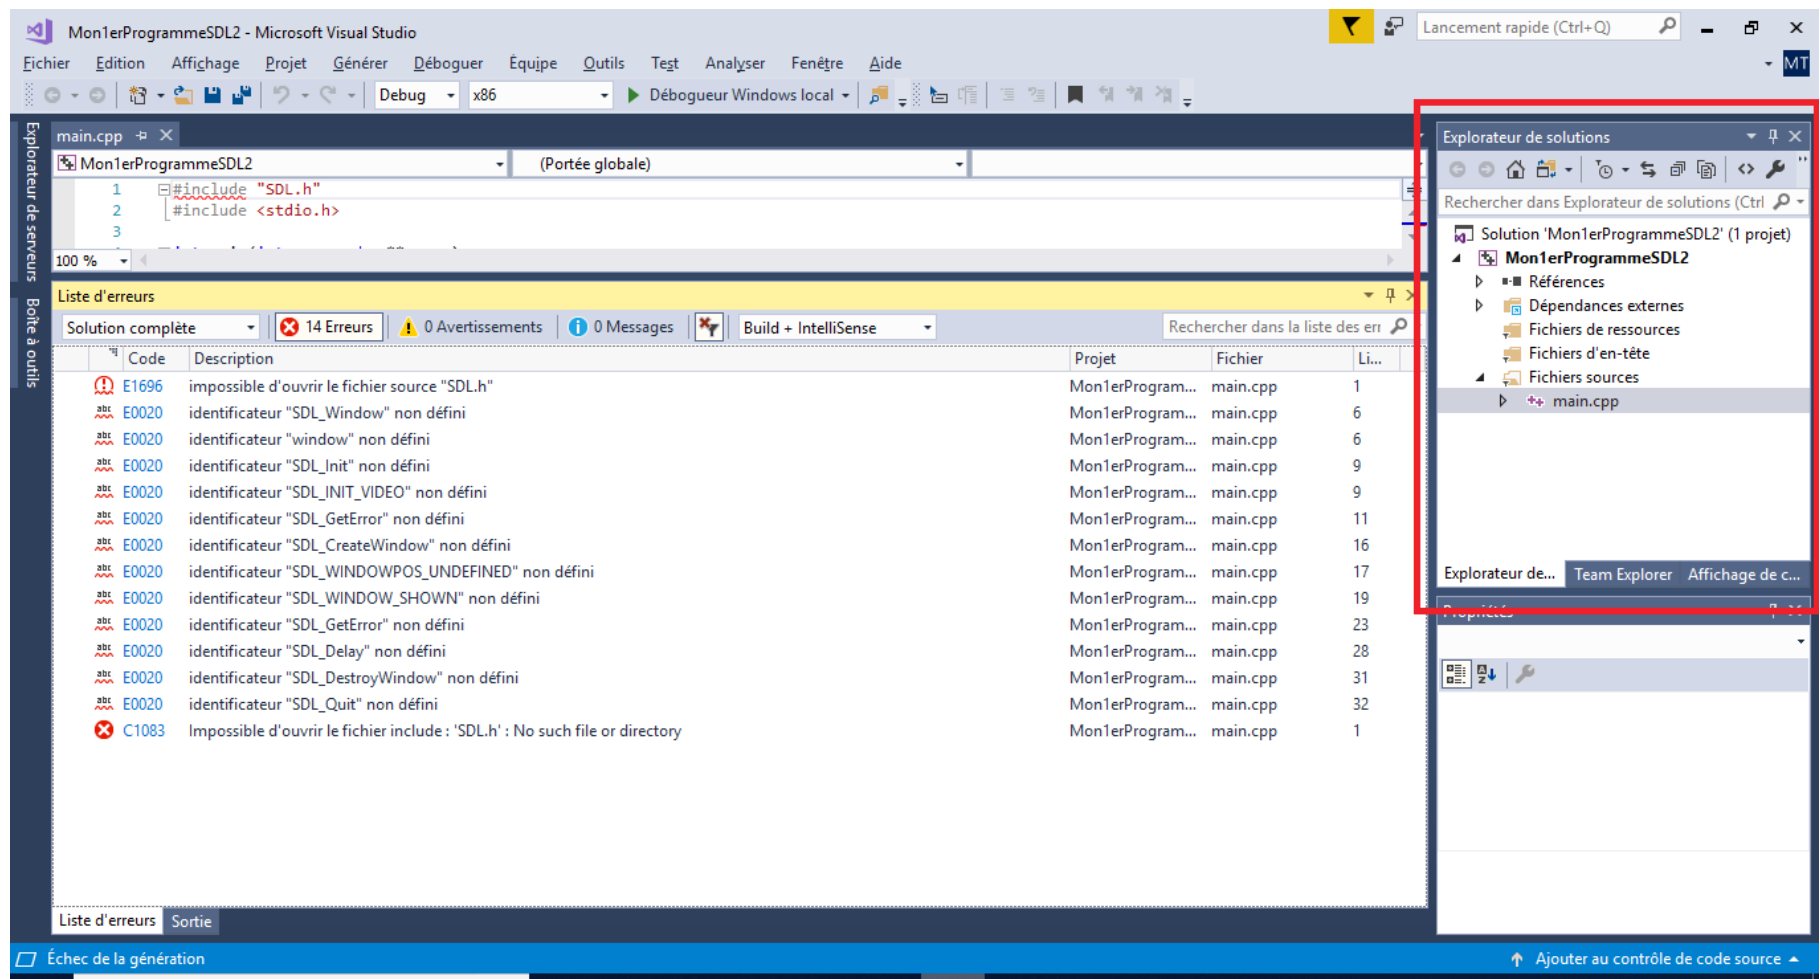 Mon1erProgrammeSDL2 - Microsoft Visual Studio
Lancement rapide (Ctrl+Q)
Fichier Edition Affichage Projet Générer Déboguer Équipe Outils Test Analyser Fenêtre Aide
MT
Debug x86 Débogueur Windows local
Explorateur de serveurs
Boîte à outils
main.cpp
Mon1erProgrammeSDL2 (Portée globale)
1 #include "SDL.h"
2 #include <stdio.h>
3
100 %
Liste d'erreurs
Solution complète 14 Erreurs 0 Avertissements 0 Messages Build + IntelliSense Rechercher dans la liste des err
Code Description Projet Fichier Li...
E1696 impossible d'ouvrir le fichier source "SDL.h" Mon1erProgram... main.cpp 1
E0020 identificateur "SDL_Window" non défini Mon1erProgram... main.cpp 6
E0020 identificateur "window" non défini Mon1erProgram... main.cpp 6
E0020 identificateur "SDL_Init" non défini Mon1erProgram... main.cpp 9
E0020 identificateur "SDL_INIT_VIDEO" non défini Mon1erProgram... main.cpp 9
E0020 identificateur "SDL_GetError" non défini Mon1erProgram... main.cpp 11
E0020 identificateur "SDL_CreateWindow" non défini Mon1erProgram... main.cpp 16
E0020 identificateur "SDL_WINDOWPOS_UNDEFINED" non défini Mon1erProgram... main.cpp 17
E0020 identificateur "SDL_WINDOW_SHOWN" non défini Mon1erProgram... main.cpp 19
E0020 identificateur "SDL_GetError" non défini Mon1erProgram... main.cpp 23
E0020 identificateur "SDL_Delay" non défini Mon1erProgram... main.cpp 28
E0020 identificateur "SDL_DestroyWindow" non défini Mon1erProgram... main.cpp 31
E0020 identificateur "SDL_Quit" non défini Mon1erProgram... main.cpp 32
C1083 Impossible d'ouvrir le fichier include : 'SDL.h' : No such file or directory Mon1erProgram... main.cpp 1
Liste d'erreurs Sortie
Explorateur de solutions
Rechercher dans Explorateur de solutions (Ctrl
Solution 'Mon1erProgrammeSDL2' (1 projet)
Mon1erProgrammeSDL2
Références
Dépendances externes
Fichiers de ressources
Fichiers d'en-tête
Fichiers sources
main.cpp
Explorateur de... Team Explorer Affichage de c...
Propriétés
Échec de la génération Ajouter au contrôle de code source